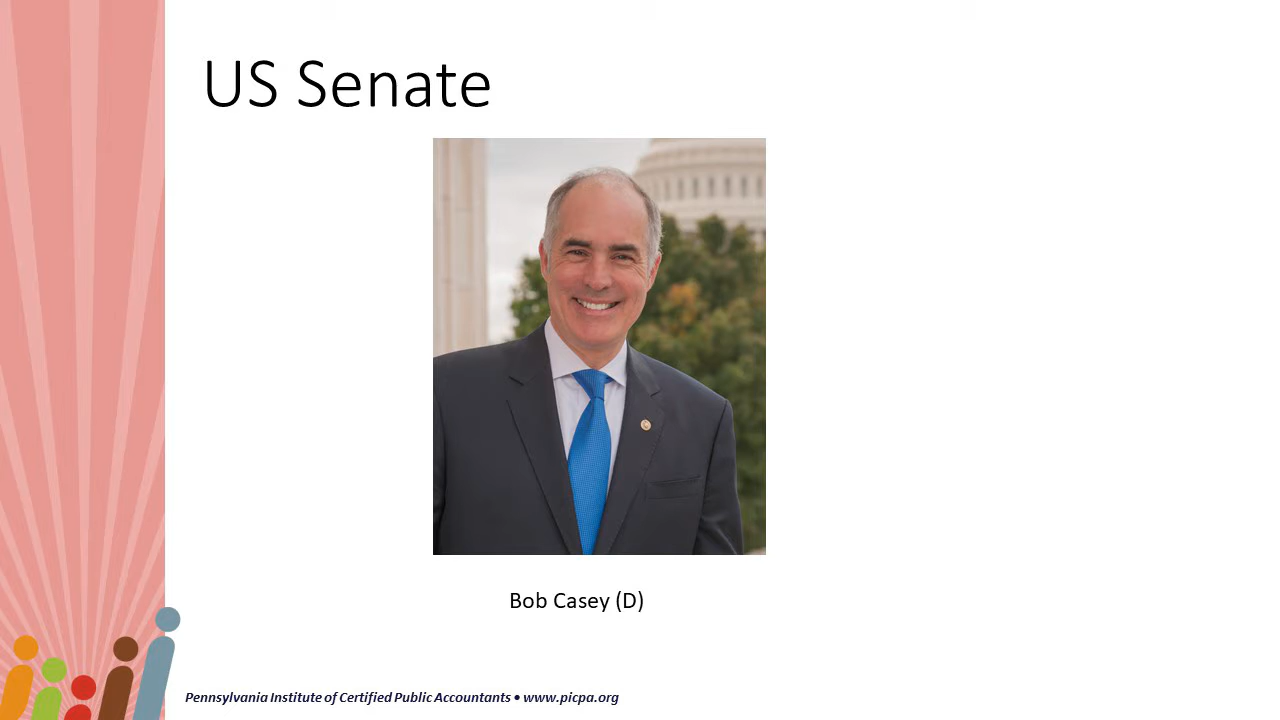 US Senate
Bob Casey (D)
Pennsylvania Institute of Certified Public Accountants • www.picpa.org